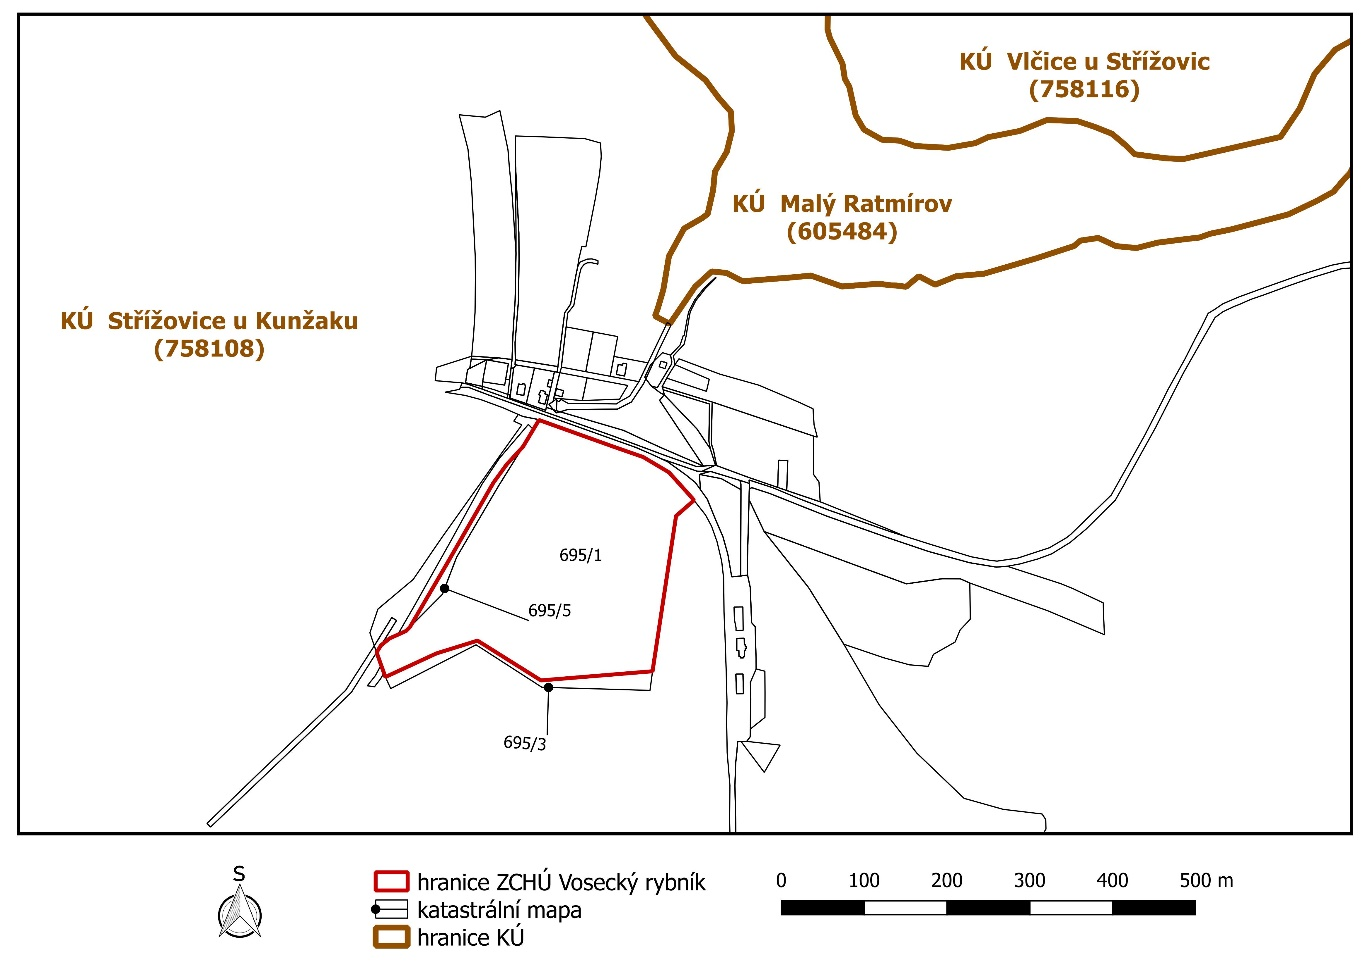 KÚ Vlčice u Střížovic
(758116)
KÚ Malý Ratmírov
(605484)
KÚ Střížovice u Kunžaku
(758108)
695/1
695/5
695/3
S
hranice ZCHÚ Vosecký rybník
katastrální mapa
hranice KÚ
0 100 200 300 400 500 m